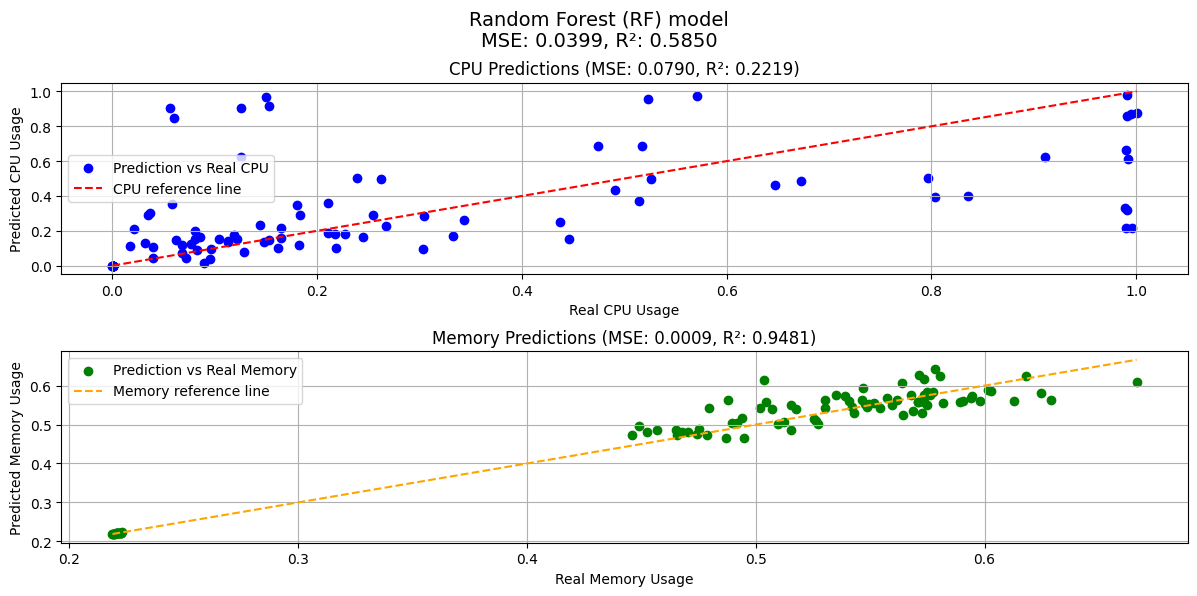 Random Forest (RF) model
MSE: 0.0399, R²: 0.5850
CPU Predictions (MSE: 0.0790, R²: 0.2219)
Predicted CPU Usage
1.0
0.8
0.6
0.4
0.2
0.0
Prediction vs Real CPU
CPU reference line
0.0 0.2 0.4 0.6 0.8 1.0
Real CPU Usage
Memory Predictions (MSE: 0.0009, R²: 0.9481)
Predicted Memory Usage
0.6
0.5
0.4
0.3
0.2
Prediction vs Real Memory
Memory reference line
0.2 0.3 0.4 0.5 0.6
Real Memory Usage